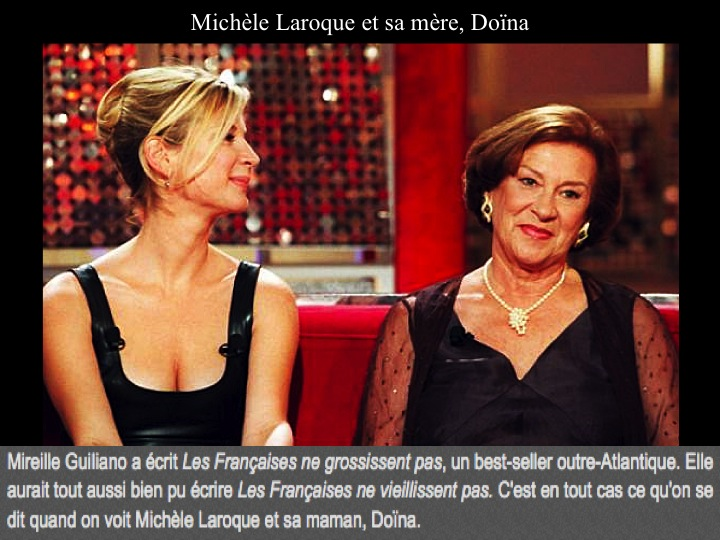 Michèle Laroque et sa mère, Doïna
Mireille Guiliano a écrit Les Françaises ne grossissent pas, un best-seller outre-Atlantique. Elle
aurait tout aussi bien pu écrire Les Françaises ne vieillissent pas. C'est en tout cas ce qu'on se
dit quand on voit Michèle Laroque et sa maman, Doïna.